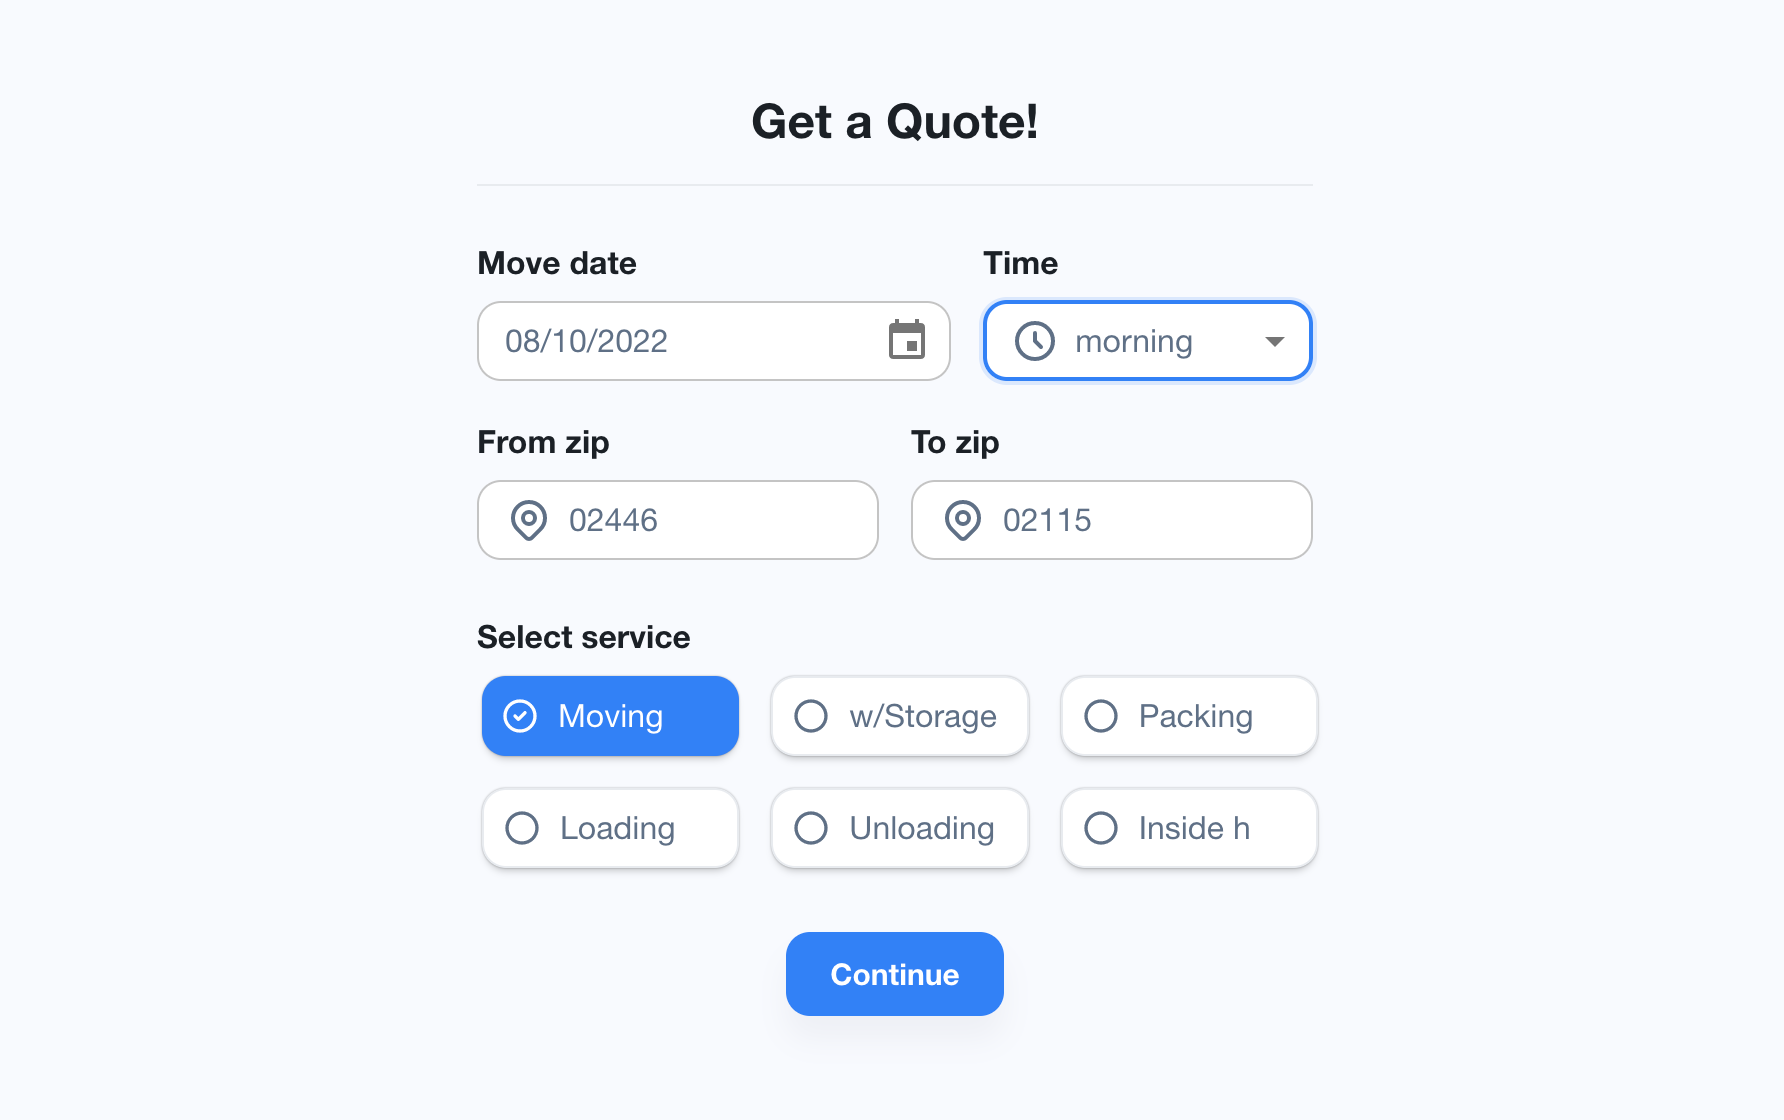 Get a Quote!
Move date
Time
08/10/2022
morning
From zip
To zip
02446
02115
Select service
Moving
w/Storage
Packing
Loading
Unloading
Inside h
Continue